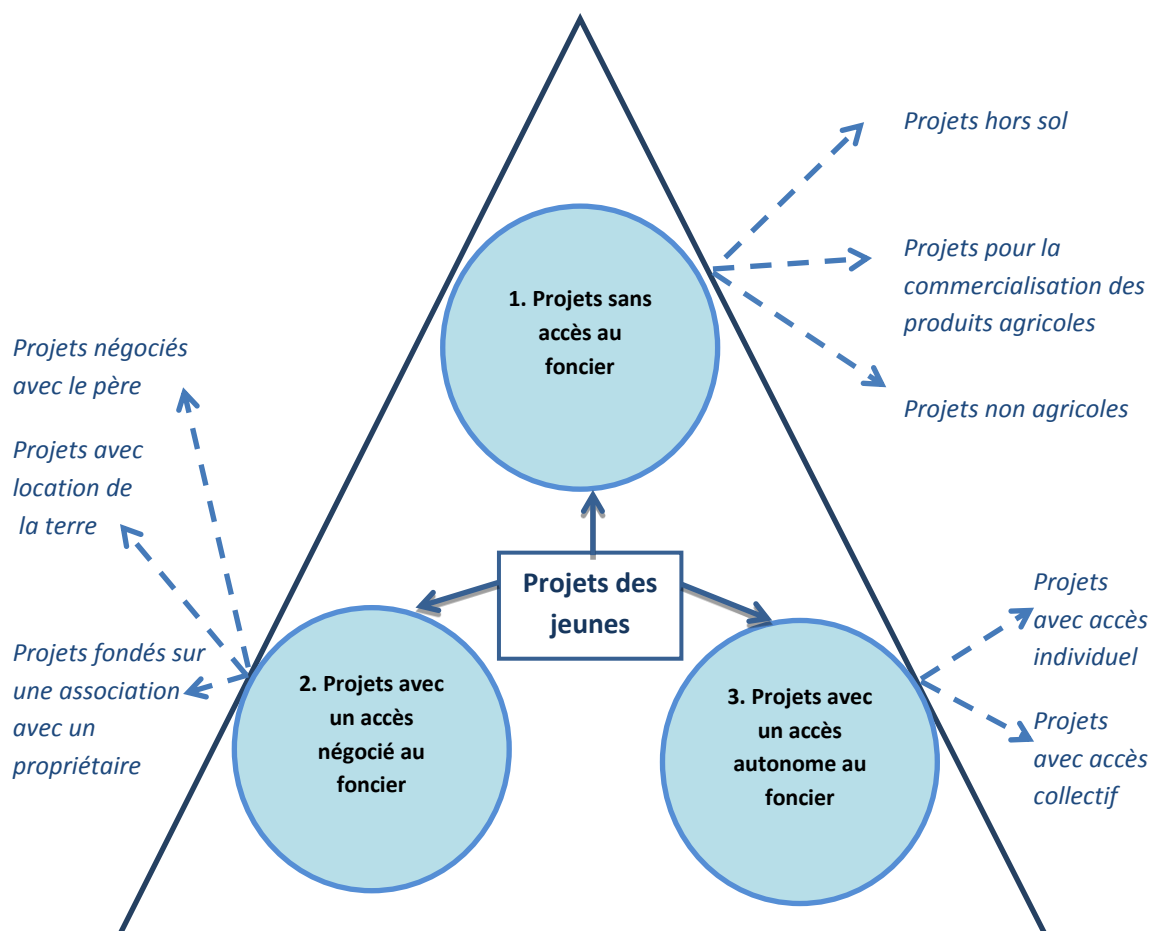 Projets hors sol
Projets pour la
commercialisation des
produits agricoles
Projets non agricoles
1. Projets sans
accès au
foncier
Projets négociés
avec le père
Projets avec
location de
la terre
Projets fondés sur
une association
avec un
propriétaire
Projets des
jeunes
2. Projets avec
un accès
négocié au
foncier
3. Projets avec
un accès
autonome au
foncier
Projets
avec accès
individuel
Projets
avec accès
collectif